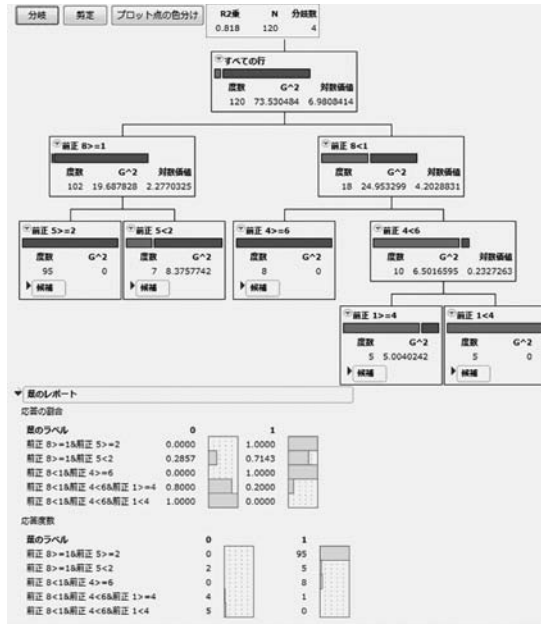 分岐 剪定 プロット点の色分け
R2乗 N 分岐数
0.818 120 4
すべての行
度数 G^2 対数価値
120 73.530484 6.9808414
前正 8>=1
度数 G^2 対数価値
102 19.687828 2.2770325
前正 8<1
度数 G^2 対数価値
18 24.953299 4.2028831
前正 5>=2
度数 G^2
95 0
候補
前正 5<2
度数 G^2
7 8.3757742
候補
前正 4>=6
度数 G^2
8 0
候補
前正 4<6
度数 G^2 対数価値
10 6.5016595 0.2327263
前正 1>=4
度数 G^2
5 5.0040242
候補
前正 1<4
度数 G^2
5 0
候補
葉のレポート
応答の割合
葉のラベル 0 1
前正 8>=1&前正 5>=2 0.0000 1.0000
前正 8>=1&前正 5<2 0.2857 0.7143
前正 8<1&前正 4>=6 0.0000 1.0000
前正 8<1&前正 4<6&前正 1>=4 0.8000 0.2000
前正 8<1&前正 4<6&前正 1<4 1.0000 0.0000
応答度数
葉のラベル 0 1
前正 8>=1&前正 5>=2 0 95
前正 8>=1&前正 5<2 2 5
前正 8<1&前正 4>=6 0 8
前正 8<1&前正 4<6&前正 1>=4 4 1
前正 8<1&前正 4<6&前正 1<4 5 0